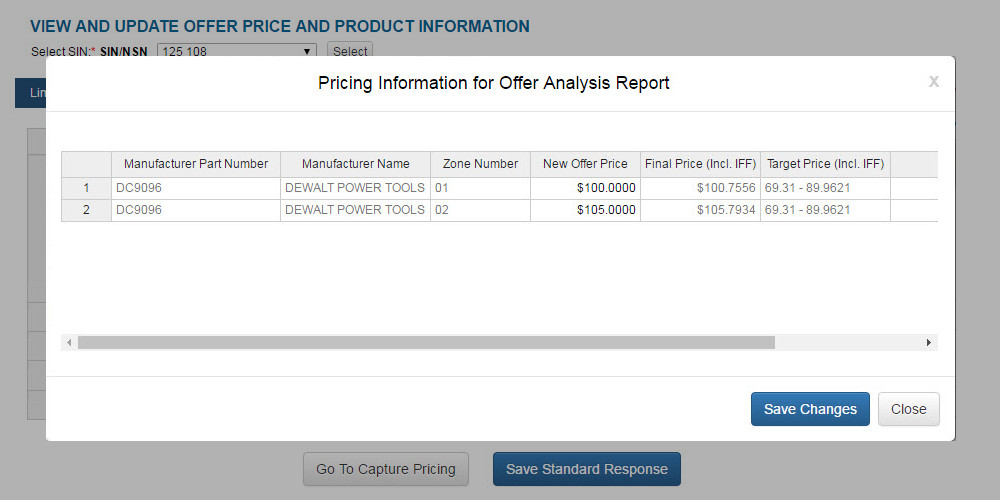 VIEW AND UPDATE OFFER PRICE AND PRODUCT INFORMATION
Select SIN:* SIN/NSN 125 108 Select
Lin
Pricing Information for Offer Analysis Report x
Manufacturer Part Number Manufacturer Name Zone Number New Offer Price Final Price (Incl. IFF) Target Price (Incl. IFF)
1 DC9096 DEWALT POWER TOOLS 01 $100.0000 $100.7556 69.31 - 89.9621
2 DC9096 DEWALT POWER TOOLS 02 $105.0000 $105.7934 69.31 - 89.9621
Save Changes Close
Go To Capture Pricing Save Standard Response